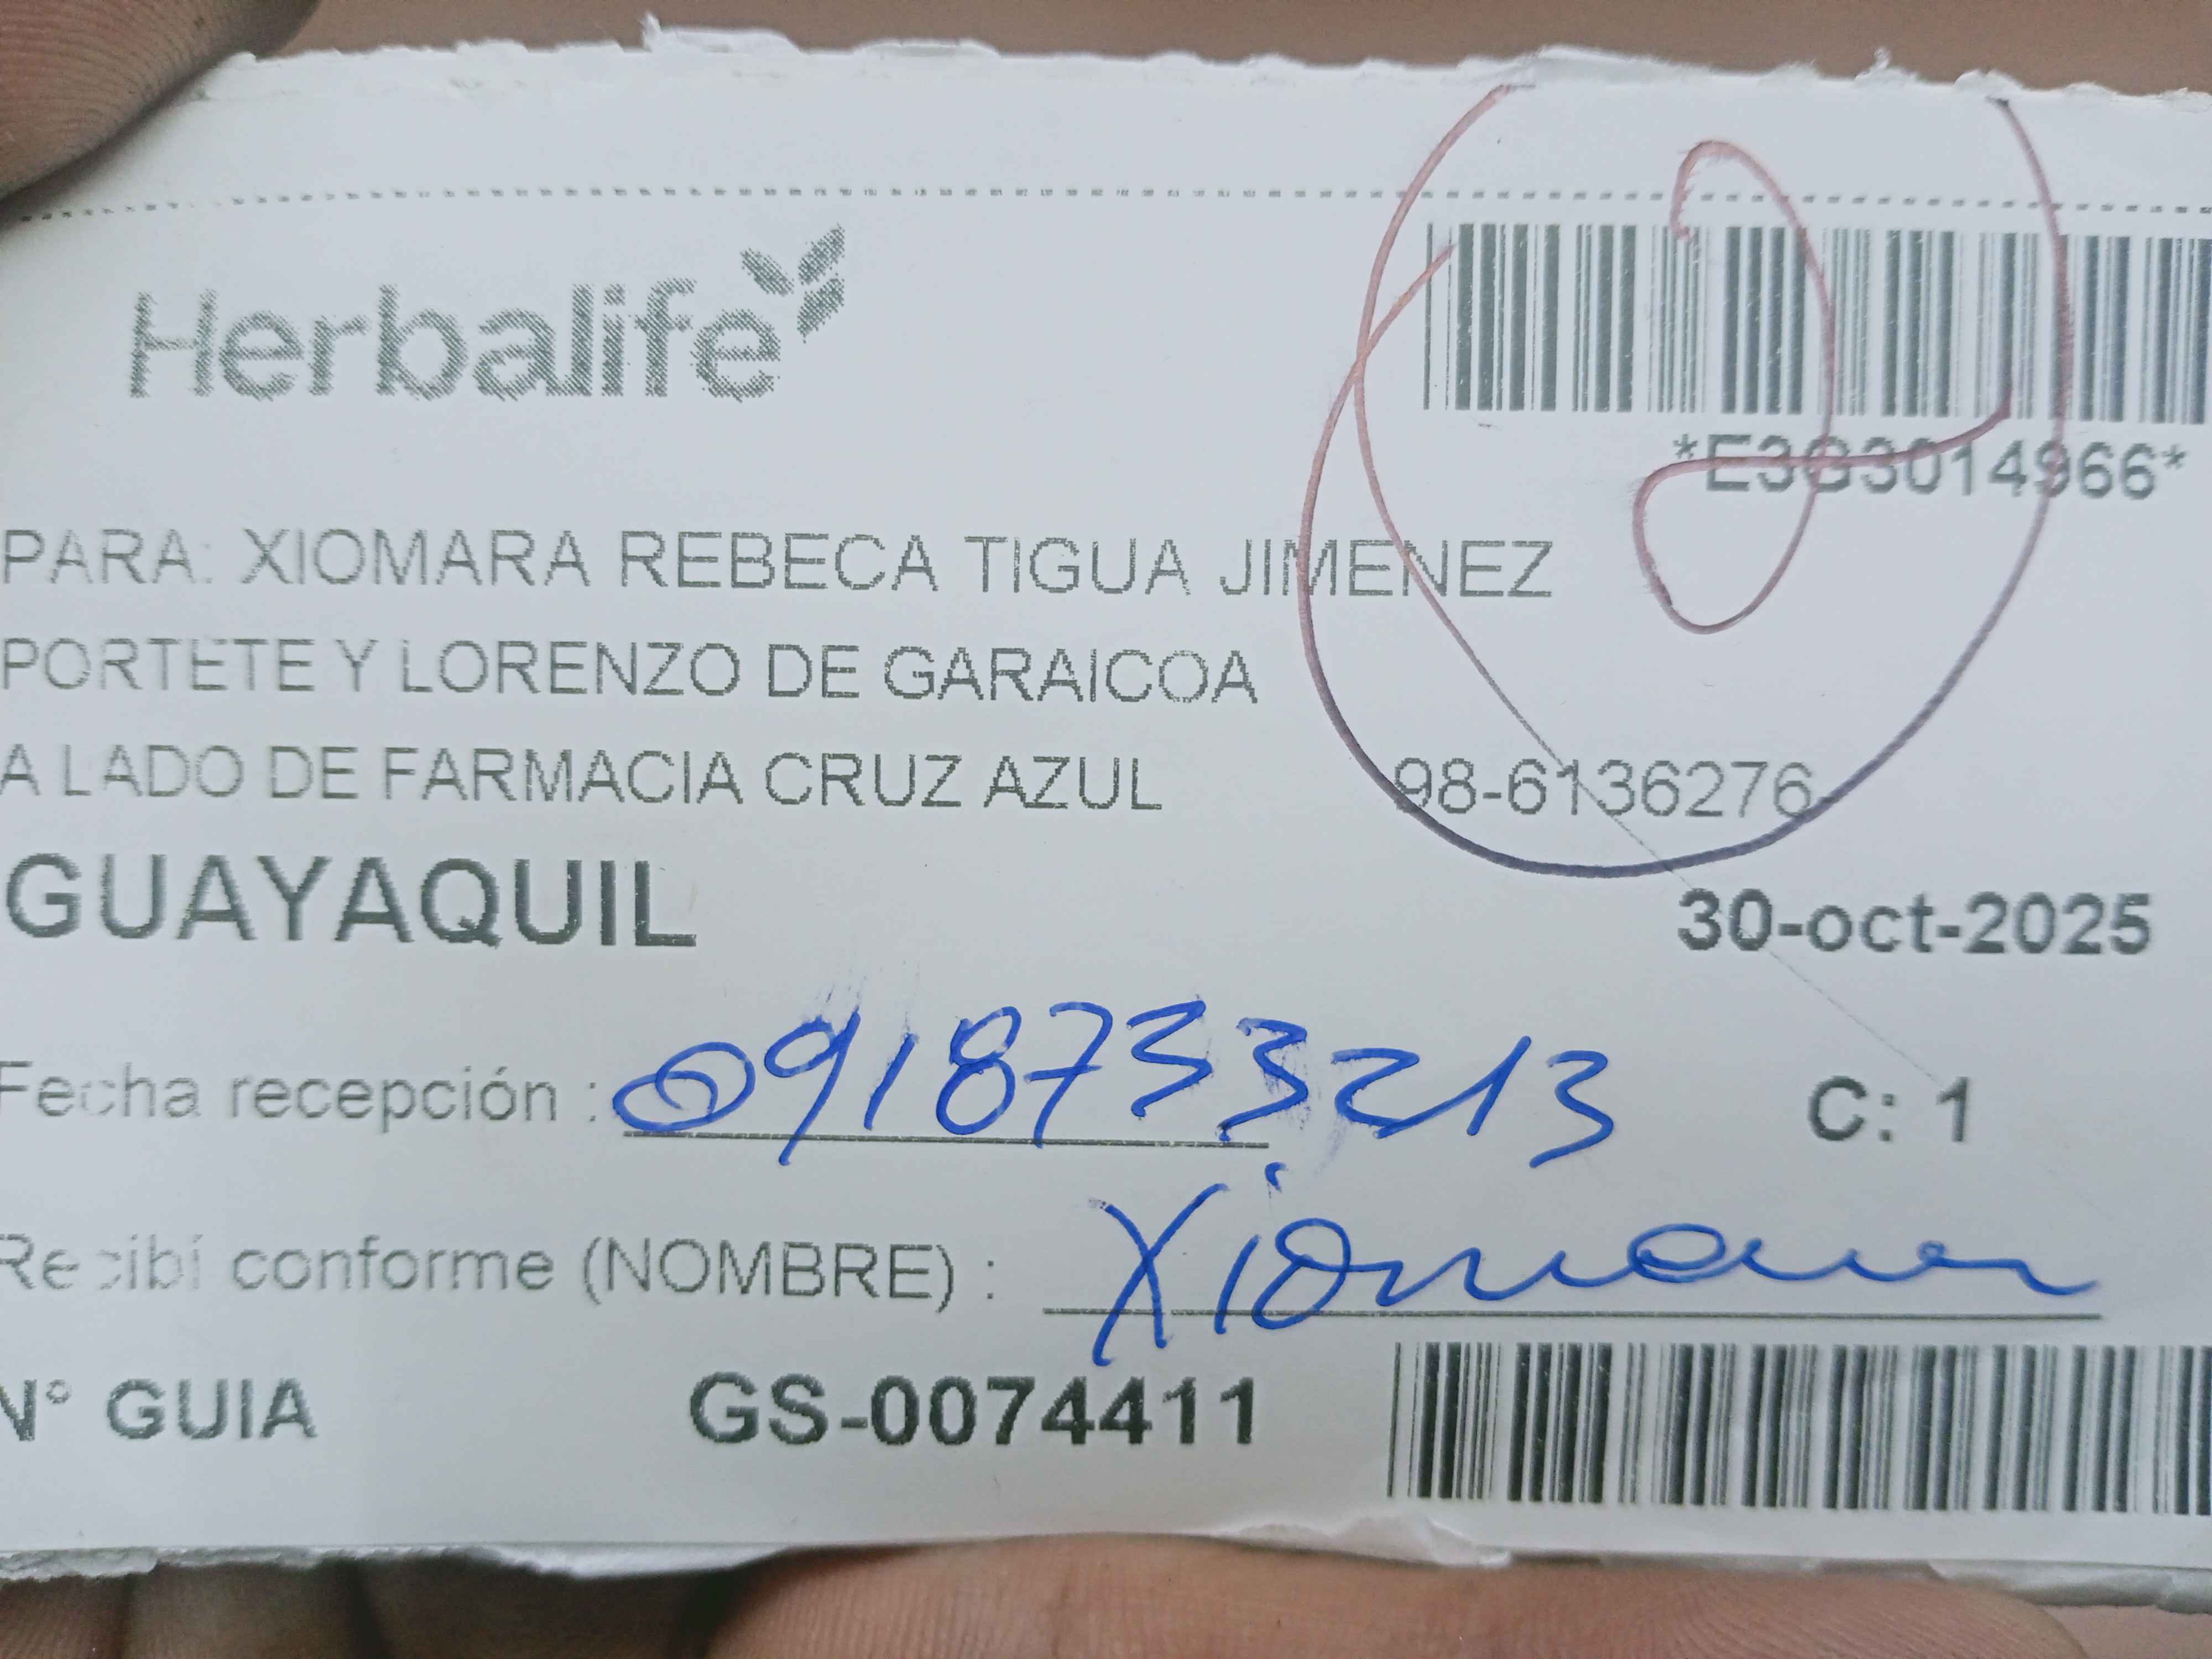 Herbalife
*E3G3014966*
PARA: XIOMARA REBECA TIGUA JIMENEZ
PORTETE Y LORENZO DE GARAICOA
A LADO DE FARMACIA CRUZ AZUL 98-6136276
GUAYAQUIL 30-oct-2025
Fecha recepción : 0918733213 C: 1
Recibí conforme (NOMBRE) : Xiomara
N° GUIA GS-0074411